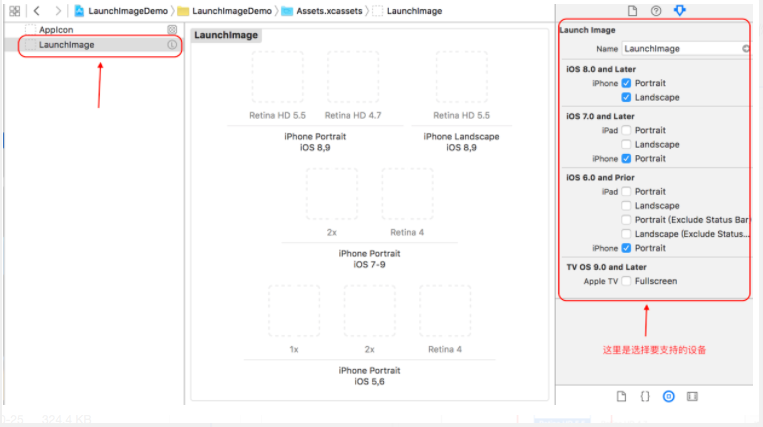 LaunchImageDemo LaunchImageDemo Assets.xcassets LaunchImage
AppIcon
LaunchImage
LaunchImage
Retina HD 5.5 Retina HD 4.7 Retina HD 5.5
iPhone Portrait iPhone Landscape
iOS 8,9 iOS 8,9
2x Retina 4
iPhone Portrait
iOS 7-9
1x 2x Retina 4
iPhone Portrait
iOS 5,6
Launch Image
Name LaunchImage
iOS 8.0 and Later
iPhone Portrait
Landscape
iOS 7.0 and Later
iPad Portrait
Landscape
iPhone Portrait
iOS 6.0 and Prior
iPad Portrait
Landscape
Portrait (Exclude Status Bar
Landscape (Exclude Status...
iPhone Portrait
TV OS 9.0 and Later
Apple TV Fullscreen
这里是选择要支持的设备
324.4 KB